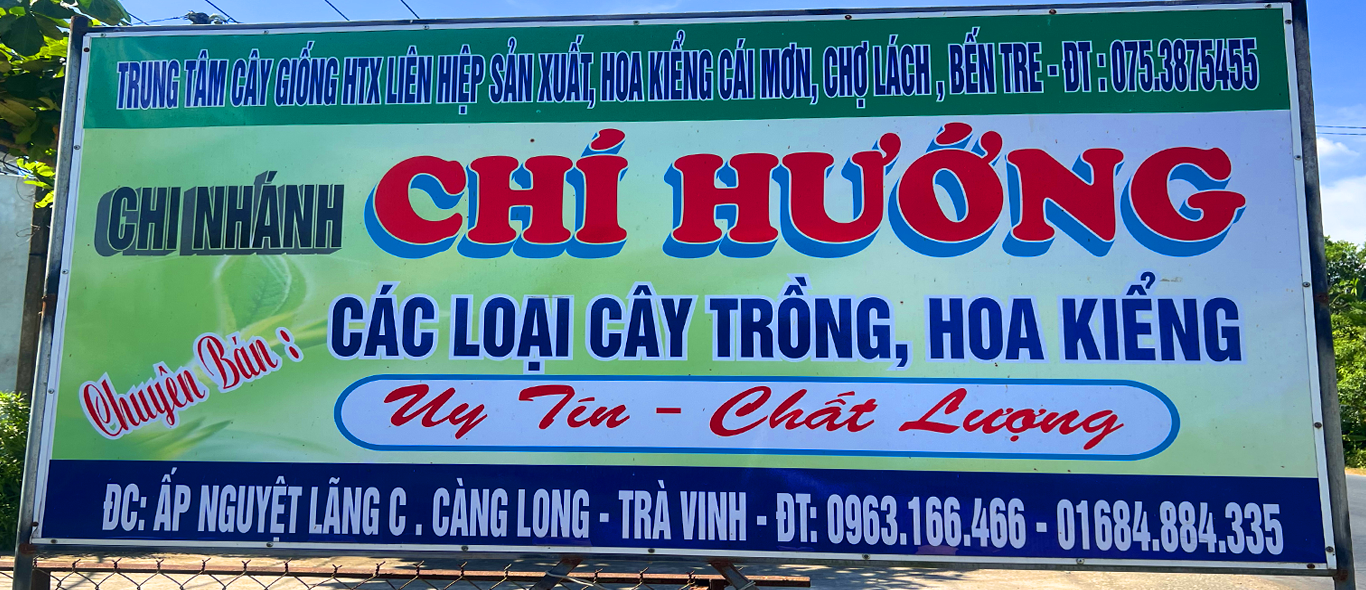 TRUNG TÂM CÂY GIỐNG HTX LIÊN HIỆP SẢN XUẤT, HOA KIỂNG CÁI MƠN, CHỢ LÁCH , BẾN TRE - ĐT : 075.3875455
CHI NHÁNH CHÍ HƯỚNG
Chuyên Bán : CÁC LOẠI CÂY TRỒNG, HOA KIỂNG
Uy Tín - Chất Lượng
ĐC: ẤP NGUYỆT LÃNG C . CÀNG LONG - TRÀ VINH - ĐT: 0963.166.466 - 01684.884.335